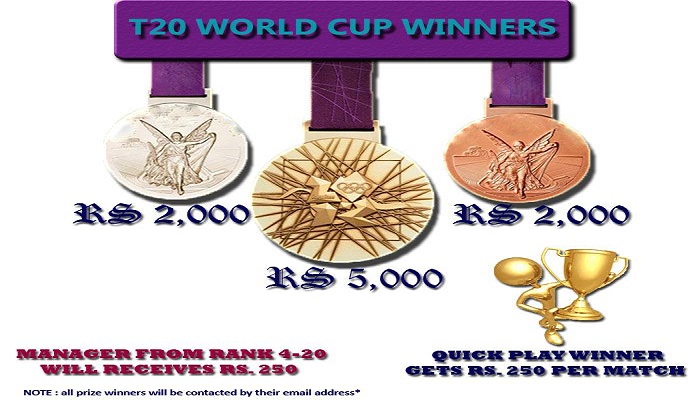 T20 WORLD CUP WINNERS
RS 2,000
RS 2,000
RS 5,000
MANAGER FROM RANK 4-20
WILL RECEIVES RS. 250
QUICK PLAY WINNER
GETS RS. 250 PER MATCH
NOTE : all prize winners will be contacted by their email address*